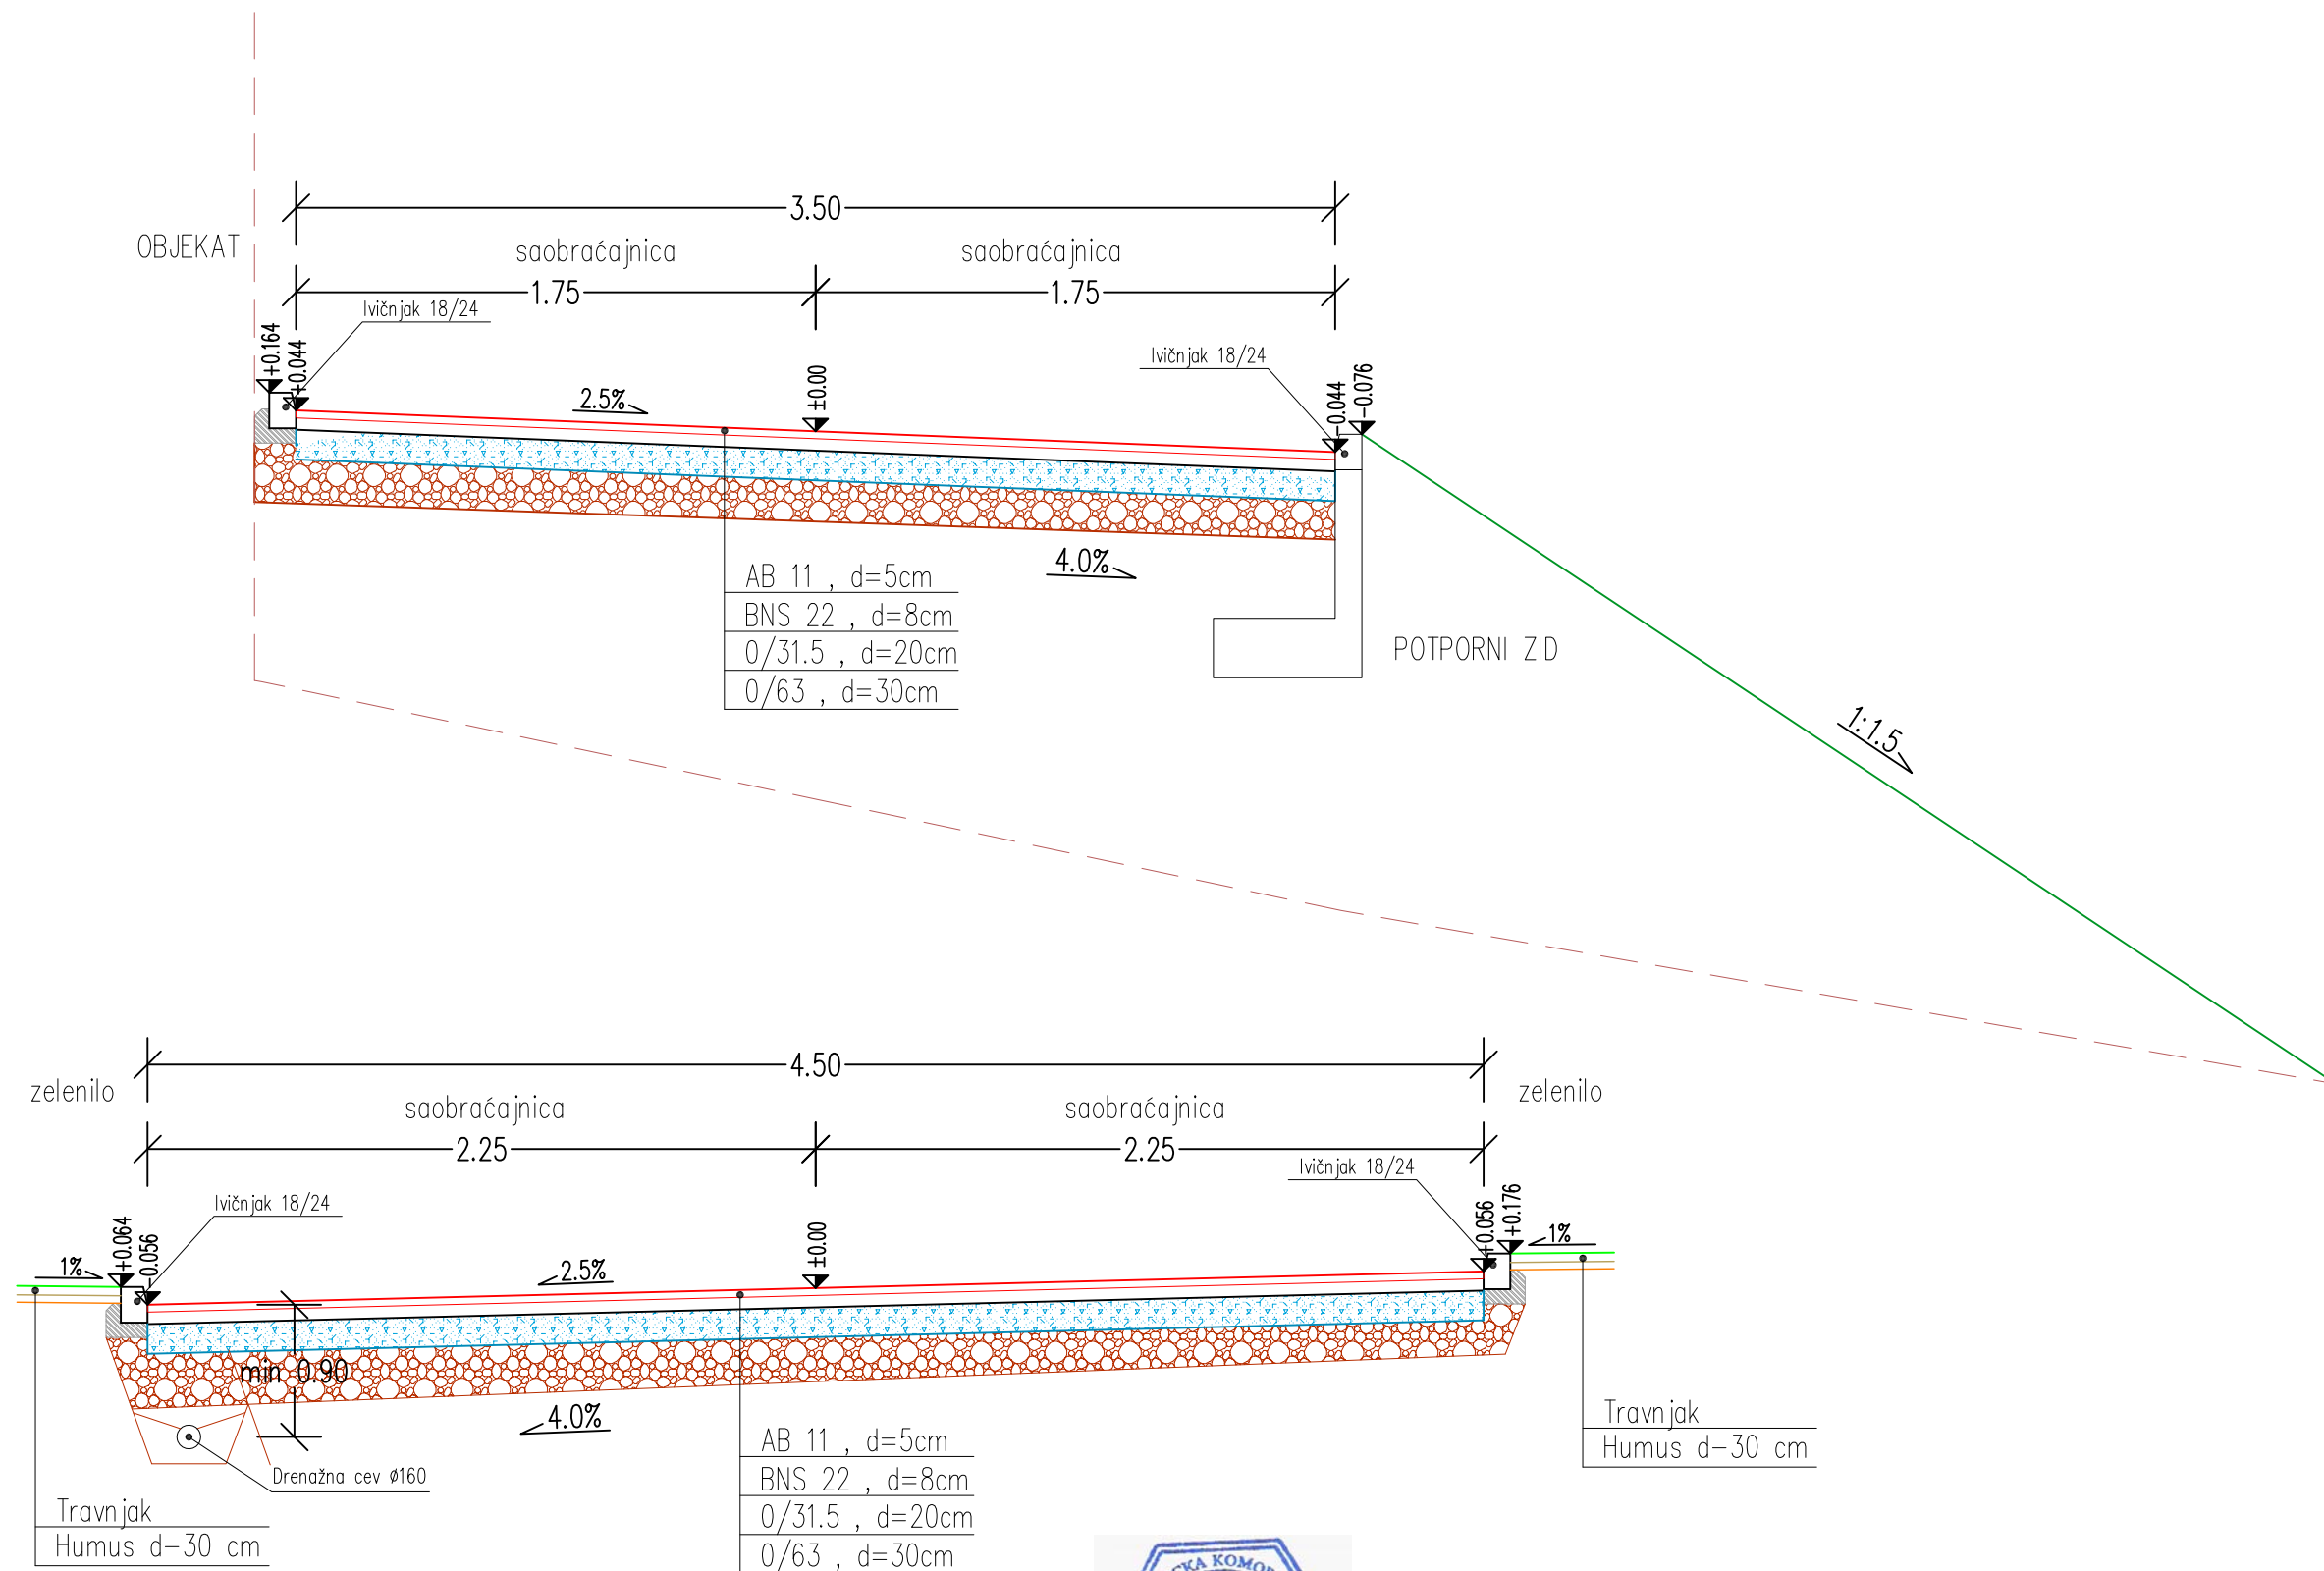 3.50
OBJEKAT
saobraćajnica
saobraćajnica
1.75
1.75
Ivičnjak 18/24
+0.164
+0.044
2.5%
±0.00
Ivičnjak 18/24
-0.044
-0.076
4.0%
AB 11 , d=5cm
BNS 22 , d=8cm
0/31.5 , d=20cm
0/63 , d=30cm
POTPORNI ZID
1:1.5
4.50
zelenilo
zelenilo
saobraćajnica
saobraćajnica
2.25
2.25
Ivičnjak 18/24
Ivičnjak 18/24
1%
+0.064
-0.056
2.5%
±0.00
+0.056
+0.176
1%
min 0.90
4.0%
Drenažna cev ø160
AB 11 , d=5cm
BNS 22 , d=8cm
0/31.5 , d=20cm
0/63 , d=30cm
Travnjak
Humus d-30 cm
Travnjak
Humus d-30 cm